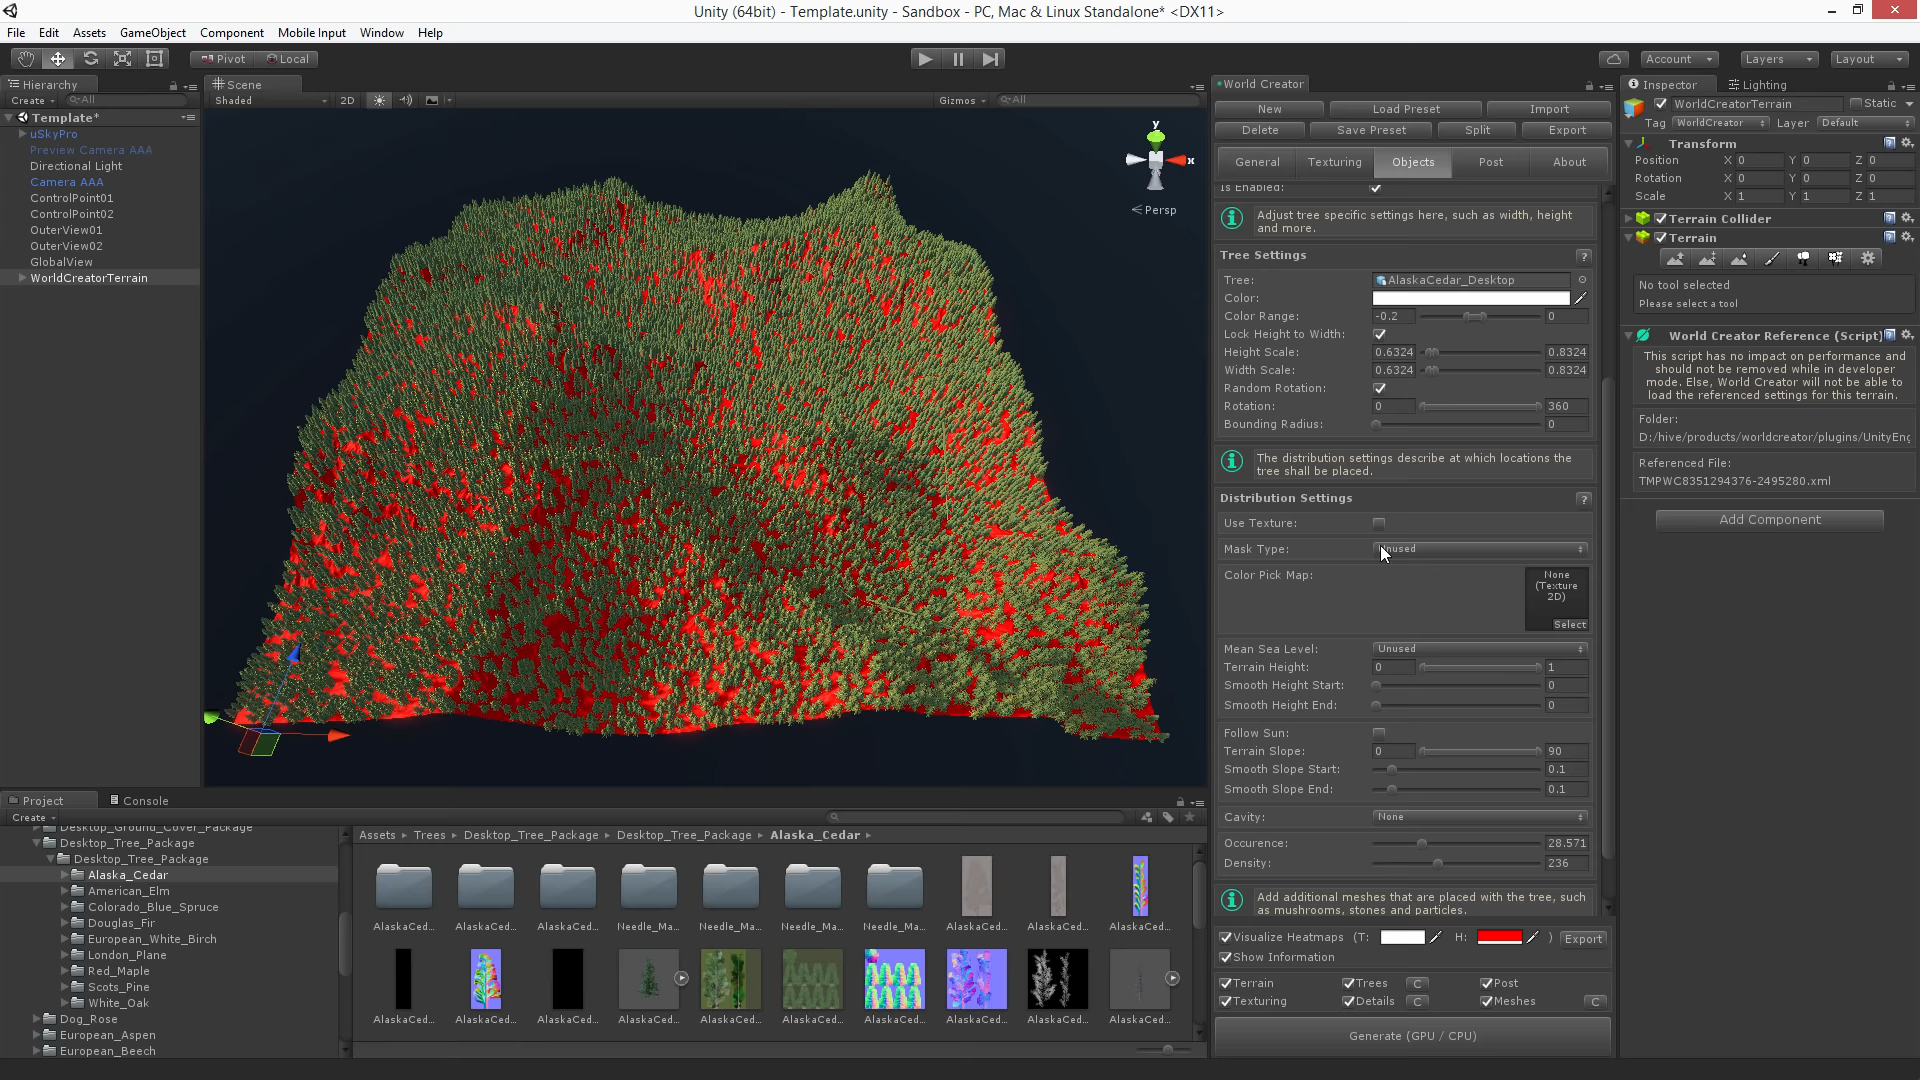 Unity (64bit) - Template.unity - Sandbox - PC, Mac & Linux Standalone* <DX11>
File Edit Assets GameObject Component Mobile Input Window Help
Pivot Local
Account Layers Layout
Hierarchy
Create All
Template*
uSkyPro
Preview Camera AAA
Directional Light
Camera AAA
ControlPoint01
ControlPoint02
OuterView01
OuterView02
GlobalView
WorldCreatorTerrain
Scene
Shaded 2D Gizmos All
y
x
Persp
World Creator
New Load Preset Import
Delete Save Preset Split Export
General Texturing Objects Post About
Is Enabled:
Adjust tree specific settings here, such as width, height
and more.
Tree Settings ?
Tree: AlaskaCedar_Desktop
Color:
Color Range: -0.2 0
Lock Height to Width:
Height Scale: 0.6324 0.8324
Width Scale: 0.6324 0.8324
Random Rotation:
Rotation: 0 360
Bounding Radius: 0
The distribution settings describe at which locations the
tree shall be placed.
Distribution Settings ?
Use Texture:
Mask Type: Unused
Color Pick Map: None
(Texture
2D)
Select
Mean Sea Level: Unused
Terrain Height: 0 1
Smooth Height Start: 0
Smooth Height End: 0
Follow Sun:
Terrain Slope: 0 90
Smooth Slope Start: 0.1
Smooth Slope End: 0.1
Cavity: None
Occurence: 28.571
Density: 236
Add additional meshes that are placed with the tree, such
as mushrooms, stones and particles.
Visualize Heatmaps (T: H: ) Export
Show Information
Terrain Trees C Post
Texturing Details C Meshes C
Generate (GPU / CPU)
Inspector Lighting
WorldCreatorTerrain Static
Tag WorldCreator Layer Default
Transform
Position X 0 Y 0 Z 0
Rotation X 0 Y 0 Z 0
Scale X 1 Y 1 Z 1
Terrain Collider
Terrain
No tool selected
Please select a tool
World Creator Reference (Script)
This script has no impact on performance and
should not be removed while in developer
mode. Else, World Creator will not be able to
load the referenced settings for this terrain.
Folder:
D:/hive/products/worldcreator/plugins/UnityEng
Referenced File:
TMPWC8351294376-2495280.xml
Add Component
Project Console
Create
Desktop_Ground_Cover_Package
Desktop_Tree_Package
Desktop_Tree_Package
Alaska_Cedar
American_Elm
Colorado_Blue_Spruce
Douglas_Fir
European_White_Birch
London_Plane
Red_Maple
Scots_Pine
White_Oak
Dog_Rose
European_Aspen
European_Beech
Assets Trees Desktop_Tree_Package Desktop_Tree_Package Alaska_Cedar
AlaskaCed... AlaskaCed... AlaskaCed... Needle_Ma... Needle_Ma... Needle_Ma... Needle_Ma... AlaskaCed... AlaskaCed... AlaskaCed...
AlaskaCed... AlaskaCed... AlaskaCed... AlaskaCed... AlaskaCed... AlaskaCed... AlaskaCed... AlaskaCed... AlaskaCed... AlaskaCed...